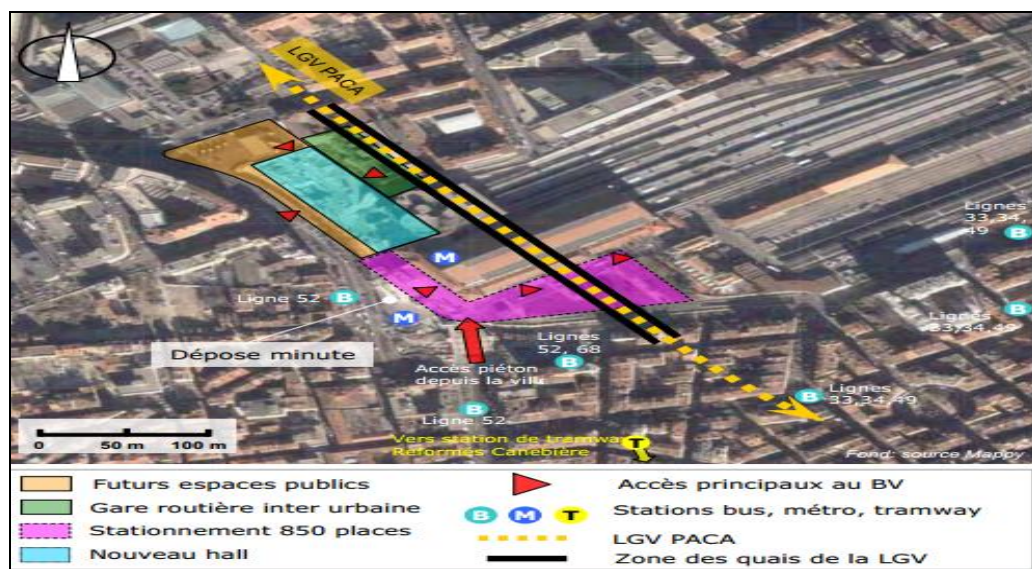 LGV PACA
Lignes
33,34,
49
M
Ligne 52
B
B
M
Dépose minute
Lignes
52, 68
B
B
Lignes
33,34,49
Accès piéton
depuis la ville
Lignes
33,34,49
B
B
Ligne 52
Vers station de tramway
Réformés Canebière
T
0 50 m 100 m
Fond: source Mappy
Futurs espaces publics
Gare routière inter urbaine
Stationnement 850 places
Nouveau hall
Accès principaux au BV
B M T Stations bus, métro, tramway
LGV PACA
Zone des quais de la LGV